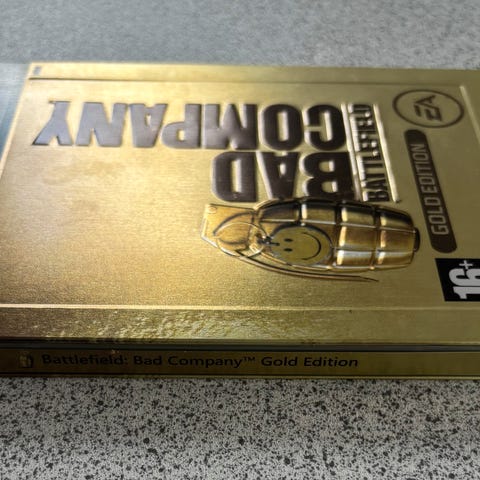 EA
GOLD EDITION
BATTLEFIELD
BAD
COMPANY
16+
Battlefield: Bad Company™ Gold Edition